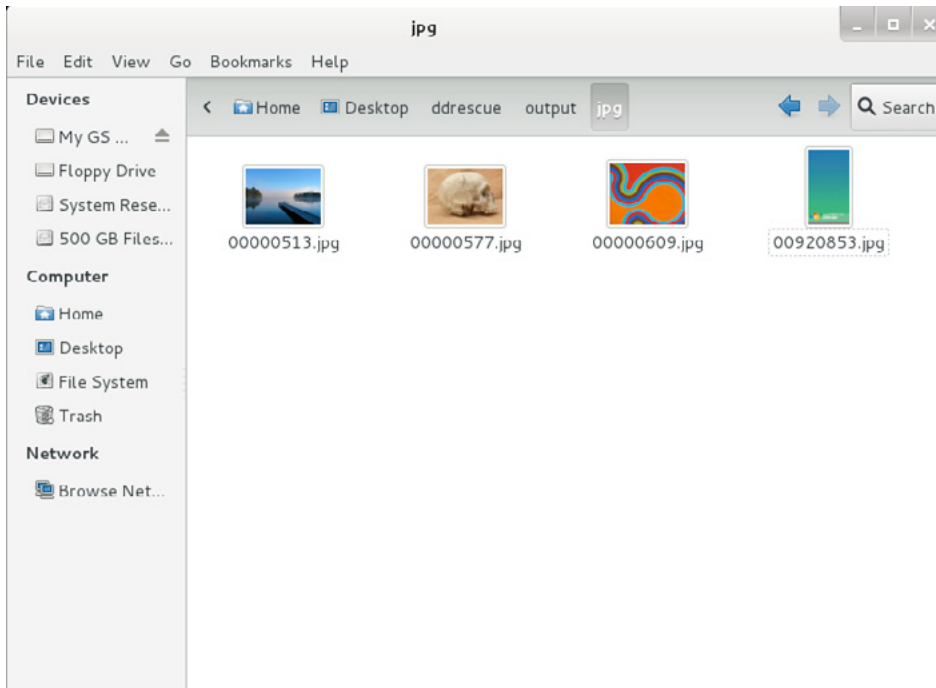 jpg
File Edit View Go Bookmarks Help
Devices
My GS ...
Floppy Drive
System Rese...
500 GB Files...
Computer
Home
Desktop
File System
Trash
Network
Browse Net...
Home Desktop ddrescue output jpg
Search
00000513.jpg 00000577.jpg 00000609.jpg 00920853.jpg